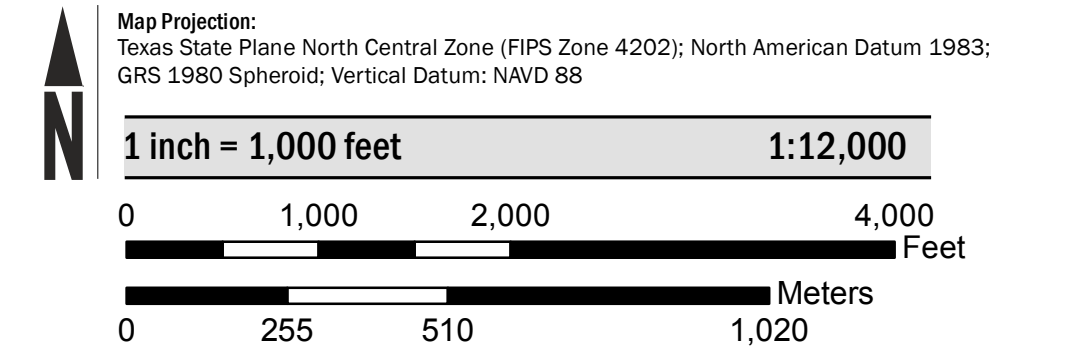 Map Projection:
Texas State Plane North Central Zone (FIPS Zone 4202); North American Datum 1983;
GRS 1980 Spheroid; Vertical Datum: NAVD 88
N
1 inch = 1,000 feet 1:12,000
0 1,000 2,000 4,000
Feet
Meters
0 255 510 1,020